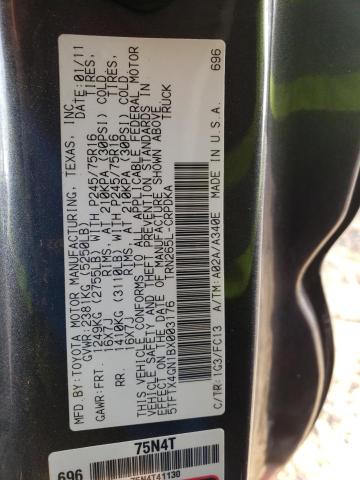 MFD BY: TOYOTA MOTOR MANUFACTURING, TEXAS, INC.
GVWR: 2381KG (5250LB) DATE: 01/11
GAWR: FRT. 1249KG (2755LB) WITH P245/75R16 TIRES,
16X7J RIMS, AT 210KPA (30PSI) COLD
RR. 1410KG (3110LB) WITH P245/75R16 TIRES,
16X7J RIMS, AT 210KPA (30PSI) COLD
THIS VEHICLE CONFORMS TO ALL APPLICABLE FEDERAL MOTOR
VEHICLE SAFETY AND THEFT PREVENTION STANDARDS IN
EFFECT ON THE DATE OF MANUFACTURE SHOWN ABOVE.
5TFTX4GN1BX003176 TRUCK
TRN265L-CRPDKA
C/TR: 1G3/FC13 A/TM: A02A/A340E MADE IN U.S.A. 696
75N4T
696
75N4T41130